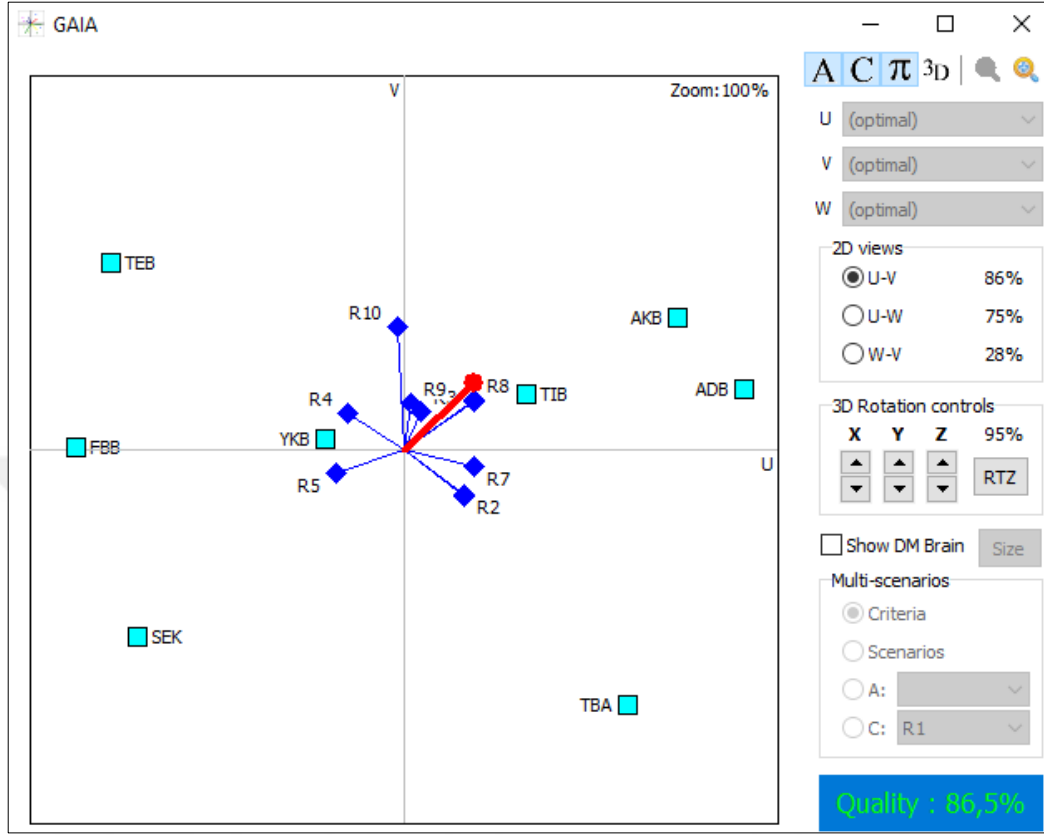 GAIA
A C π 3D
V
Zoom: 100%
U (optimal)
V (optimal)
W (optimal)
2D views
U-V 86%
U-W 75%
W-V 28%
3D Rotation controls
X Y Z 95%
RTZ
Show DM Brain Size
Multi-scenarios
Criteria
Scenarios
A:
C: R1
Quality : 86,5%
TEB
R10
AKB
R9
R8
TIB
ADB
R4
YKB
FBB
U
R5
R7
R2
SEK
TBA